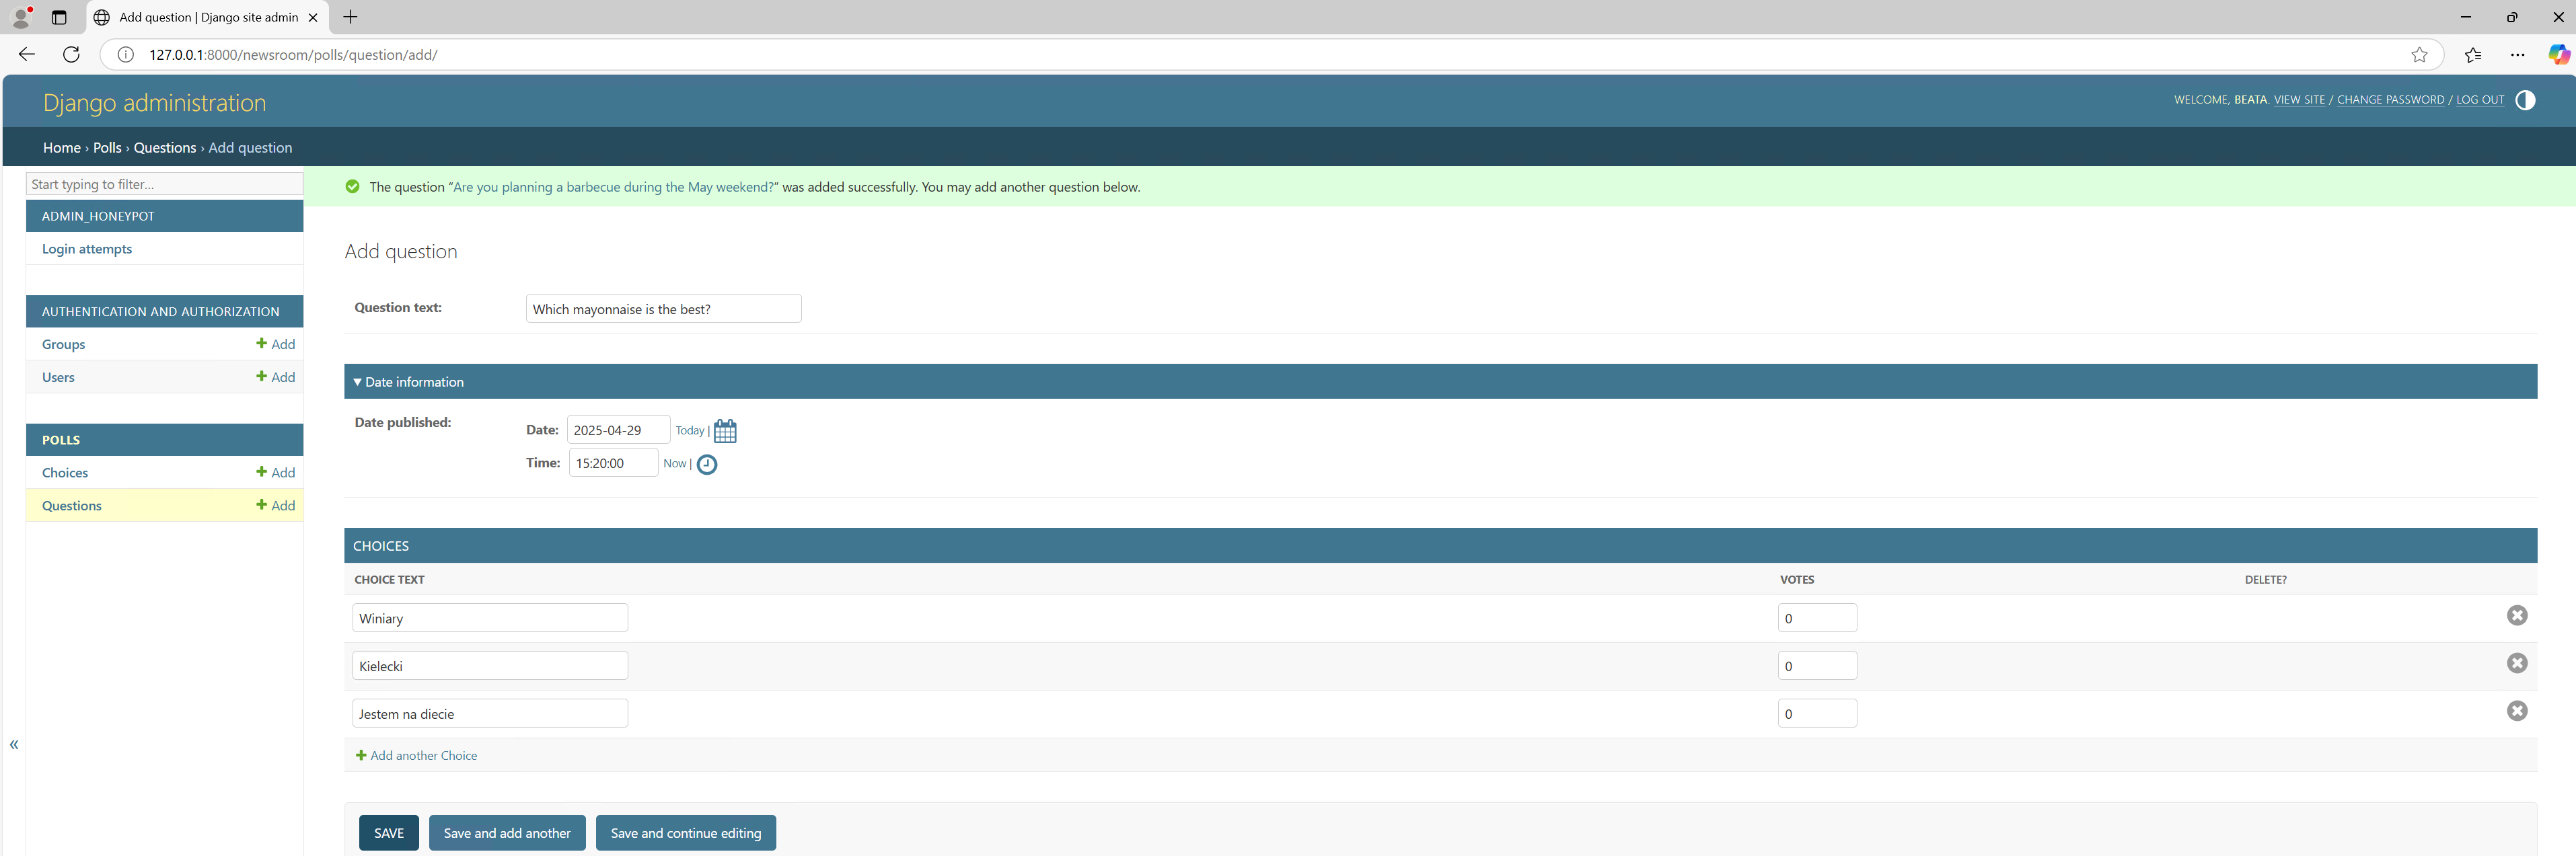 Add question | Django site admin
127.0.0.1:8000/newsroom/polls/question/add/
Django administration
WELCOME, BEATA. VIEW SITE / CHANGE PASSWORD / LOG OUT
Home › Polls › Questions › Add question
Start typing to filter...
ADMIN_HONEYPOT
Login attempts
AUTHENTICATION AND AUTHORIZATION
Groups + Add
Users + Add
POLLS
Choices + Add
Questions + Add
«
The question “Are you planning a barbecue during the May weekend?” was added successfully. You may add another question below.
Add question
Question text: Which mayonnaise is the best?
Date information
Date published:
Date: 2025-04-29 Today |
Time: 15:20:00 Now |
CHOICES
CHOICE TEXT VOTES DELETE?
Winiary 0
Kielecki 0
Jestem na diecie 0
+ Add another Choice
SAVE Save and add another Save and continue editing